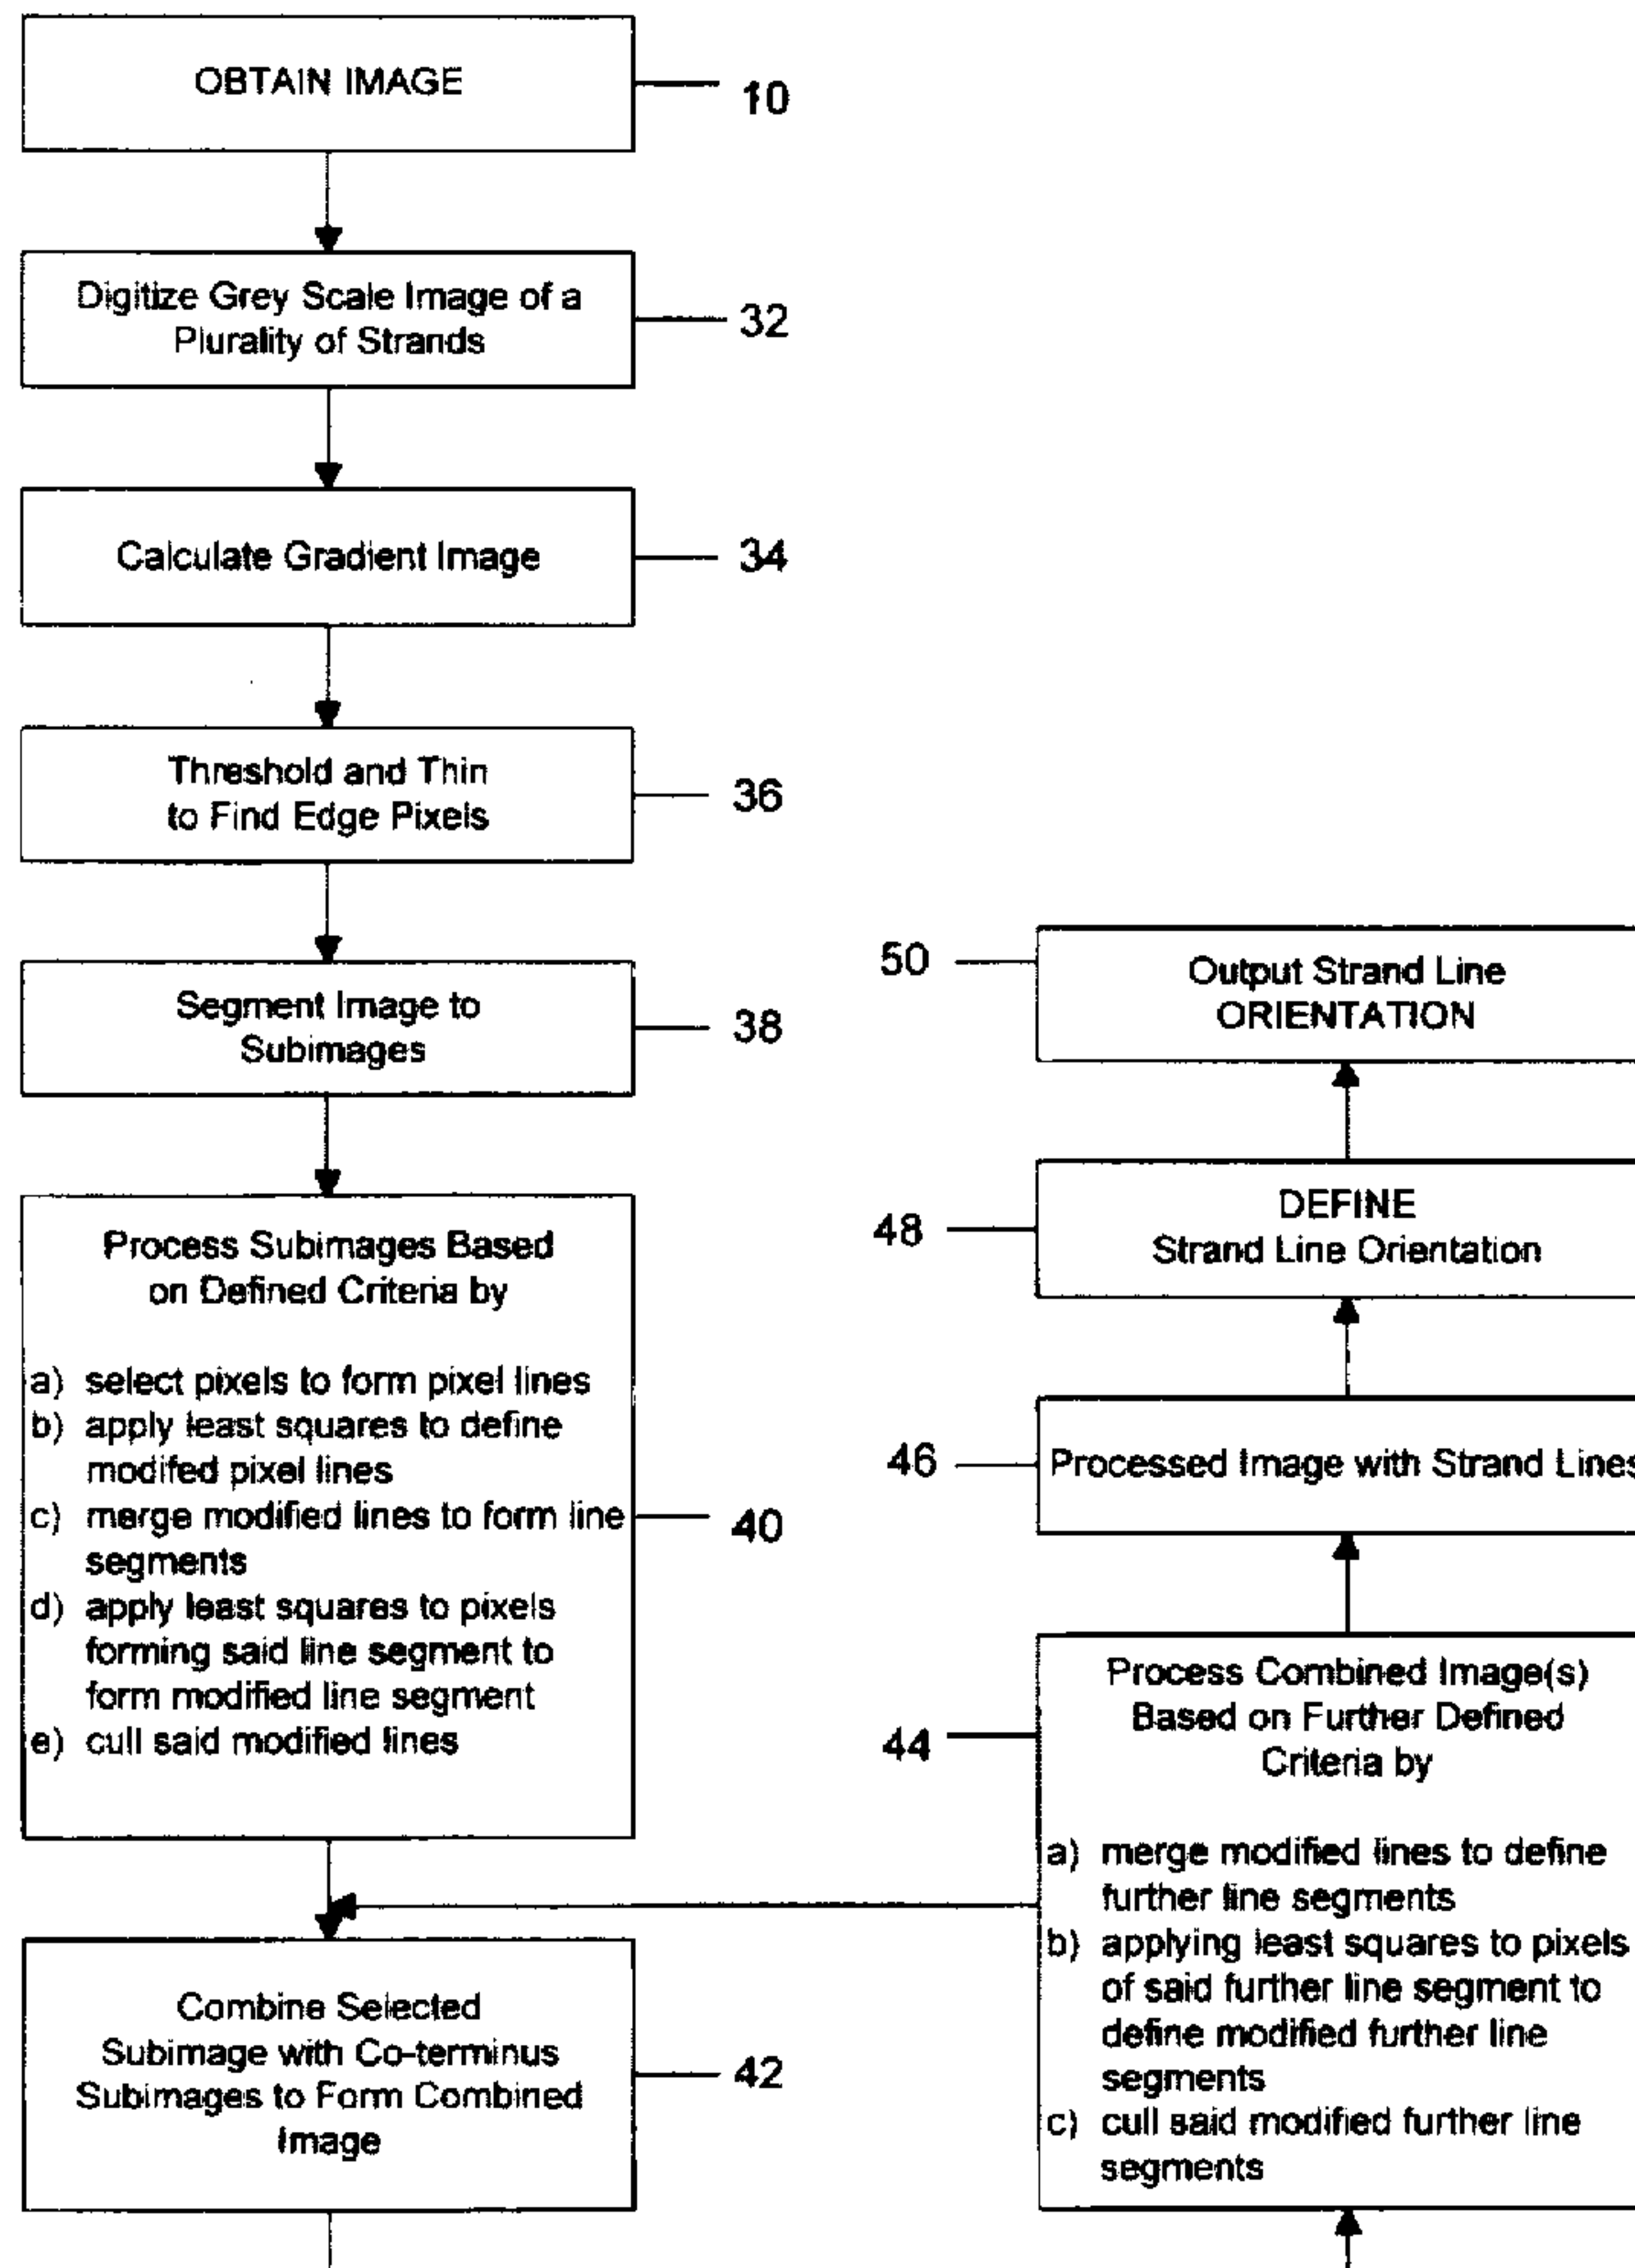 OBTAIN IMAGE
10
Digitize Grey Scale Image of a
Plurality of Strands
32
Calculate Gradient Image
34
Threshold and Thin
to Find Edge Pixels
36
Segment Image to
Subimages
38
Process Subimages Based
on Defined Criteria by
a) select pixels to form pixel lines
b) apply least squares to define
modifed pixel lines
c) merge modified lines to form line
segments
d) apply least squares to pixels
forming said line segment to
form modified line segment
e) cull said modified lines
40
Combine Selected
Subimage with Co-terminus
Subimages to Form Combined
Image
42
50
Output Strand Line
ORIENTATION
48
DEFINE
Strand Line Orientation
46
Processed Image with Strand Lines
44
Process Combined Image(s)
Based on Further Defined
Criteria by
a) merge modified lines to define
further line segments
b) applying least squares to pixels
of said further line segment to
define modified further line
segments
c) cull said modified further line
segments